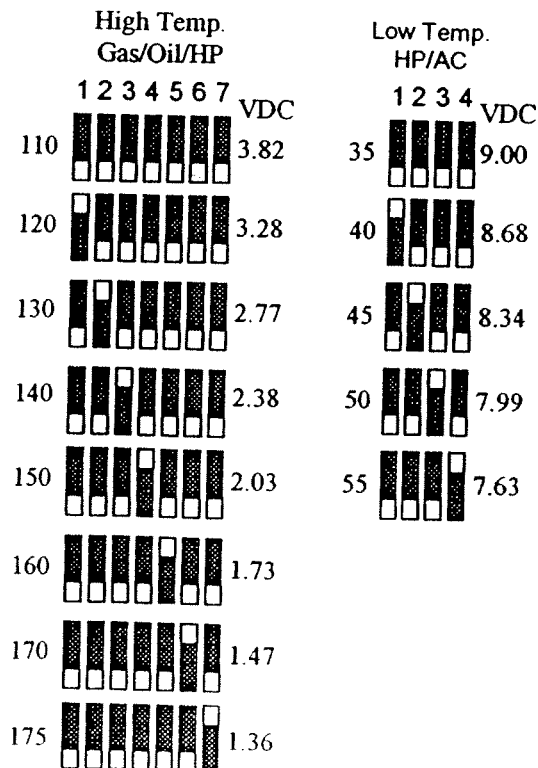 High Temp.
Gas/Oil/HP
1 2 3 4 5 6 7 VDC
110 3.82
120 3.28
130 2.77
140 2.38
150 2.03
160 1.73
170 1.47
175 1.36
Low Temp.
HP/AC
1 2 3 4 VDC
35 9.00
40 8.68
45 8.34
50 7.99
55 7.63